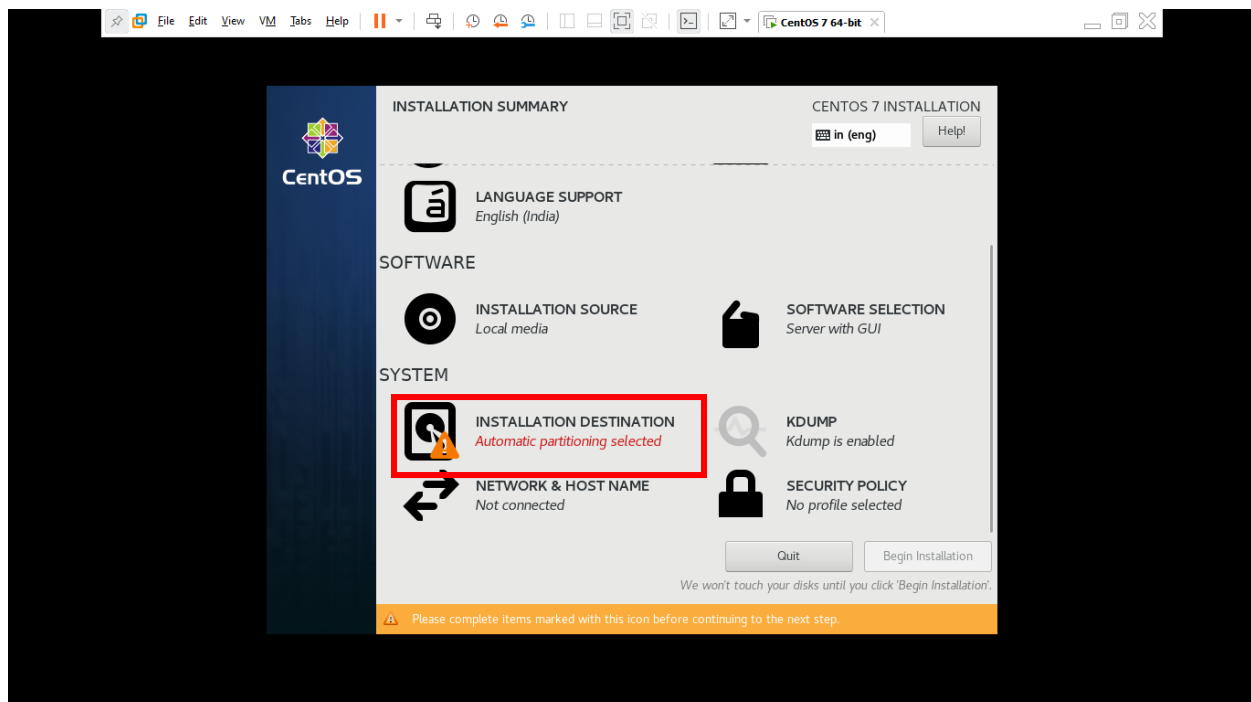 File Edit View VM Tabs Help CentOS 7 64-bit
INSTALLATION SUMMARY
CENTOS 7 INSTALLATION
in (eng)
Help!
CentOS
á
LANGUAGE SUPPORT
English (India)
SOFTWARE
INSTALLATION SOURCE
Local media
SOFTWARE SELECTION
Server with GUI
SYSTEM
INSTALLATION DESTINATION
Automatic partitioning selected
KDUMP
Kdump is enabled
NETWORK & HOST NAME
Not connected
SECURITY POLICY
No profile selected
Quit
Begin Installation
We won't touch your disks until you click 'Begin Installation'.
Please complete items marked with this icon before continuing to the next step.